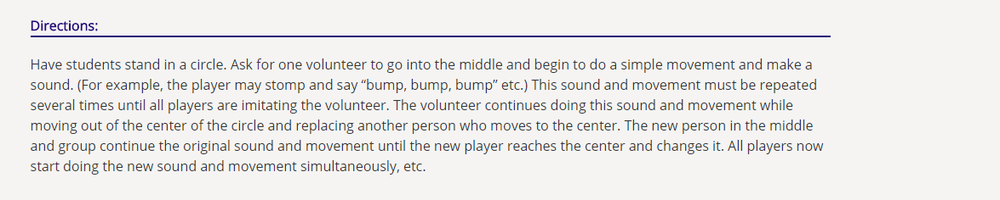 Directions:
Have students stand in a circle. Ask for one volunteer to go into the middle and begin to do a simple movement and make a
sound. (For example, the player may stomp and say “bump, bump, bump” etc.) This sound and movement must be repeated
several times until all players are imitating the volunteer. The volunteer continues doing this sound and movement while
moving out of the center of the circle and replacing another person who moves to the center. The new person in the middle
and group continue the original sound and movement until the new player reaches the center and changes it. All players now
start doing the new sound and movement simultaneously, etc.